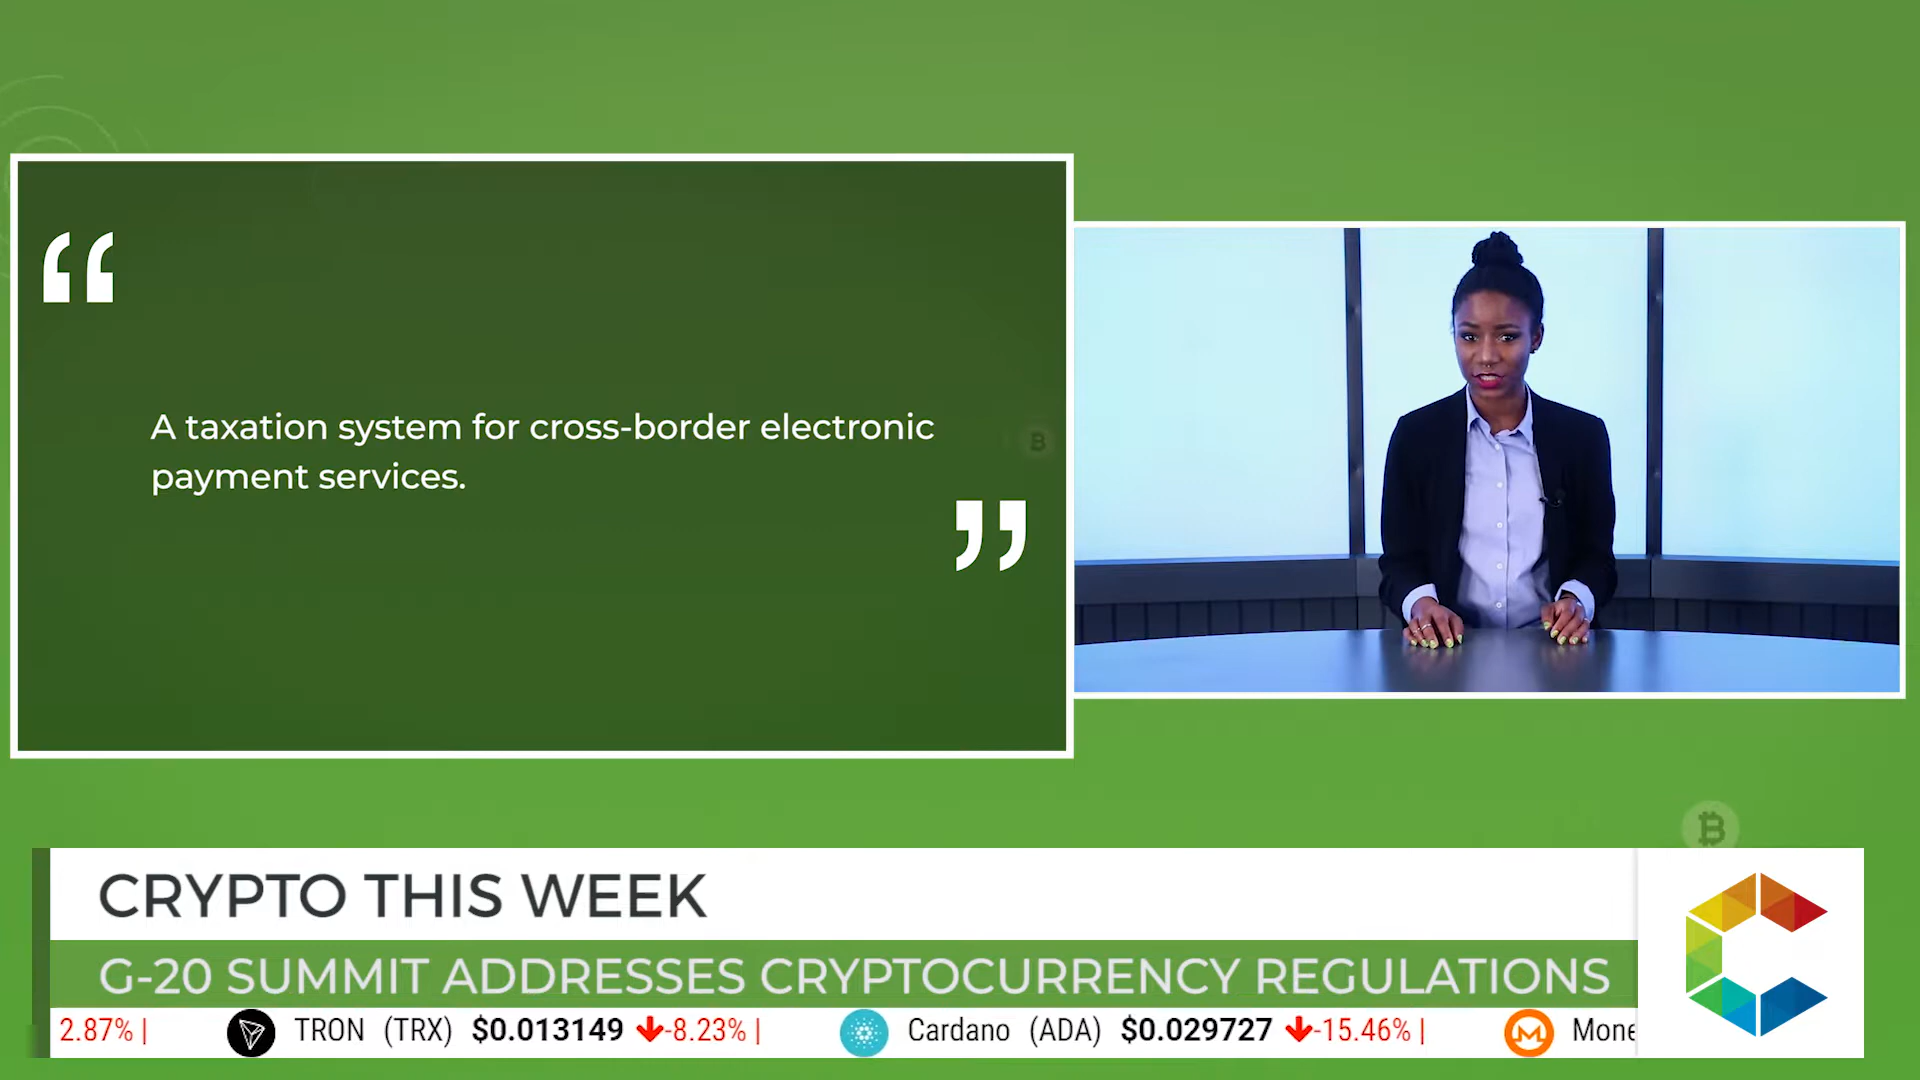 “
A taxation system for cross-border electronic
payment services.
”
CRYPTO THIS WEEK
G-20 SUMMIT ADDRESSES CRYPTOCURRENCY REGULATIONS
2.87% | TRON (TRX) $0.013149 -8.23% | Cardano (ADA) $0.029727 -15.46% | Mone